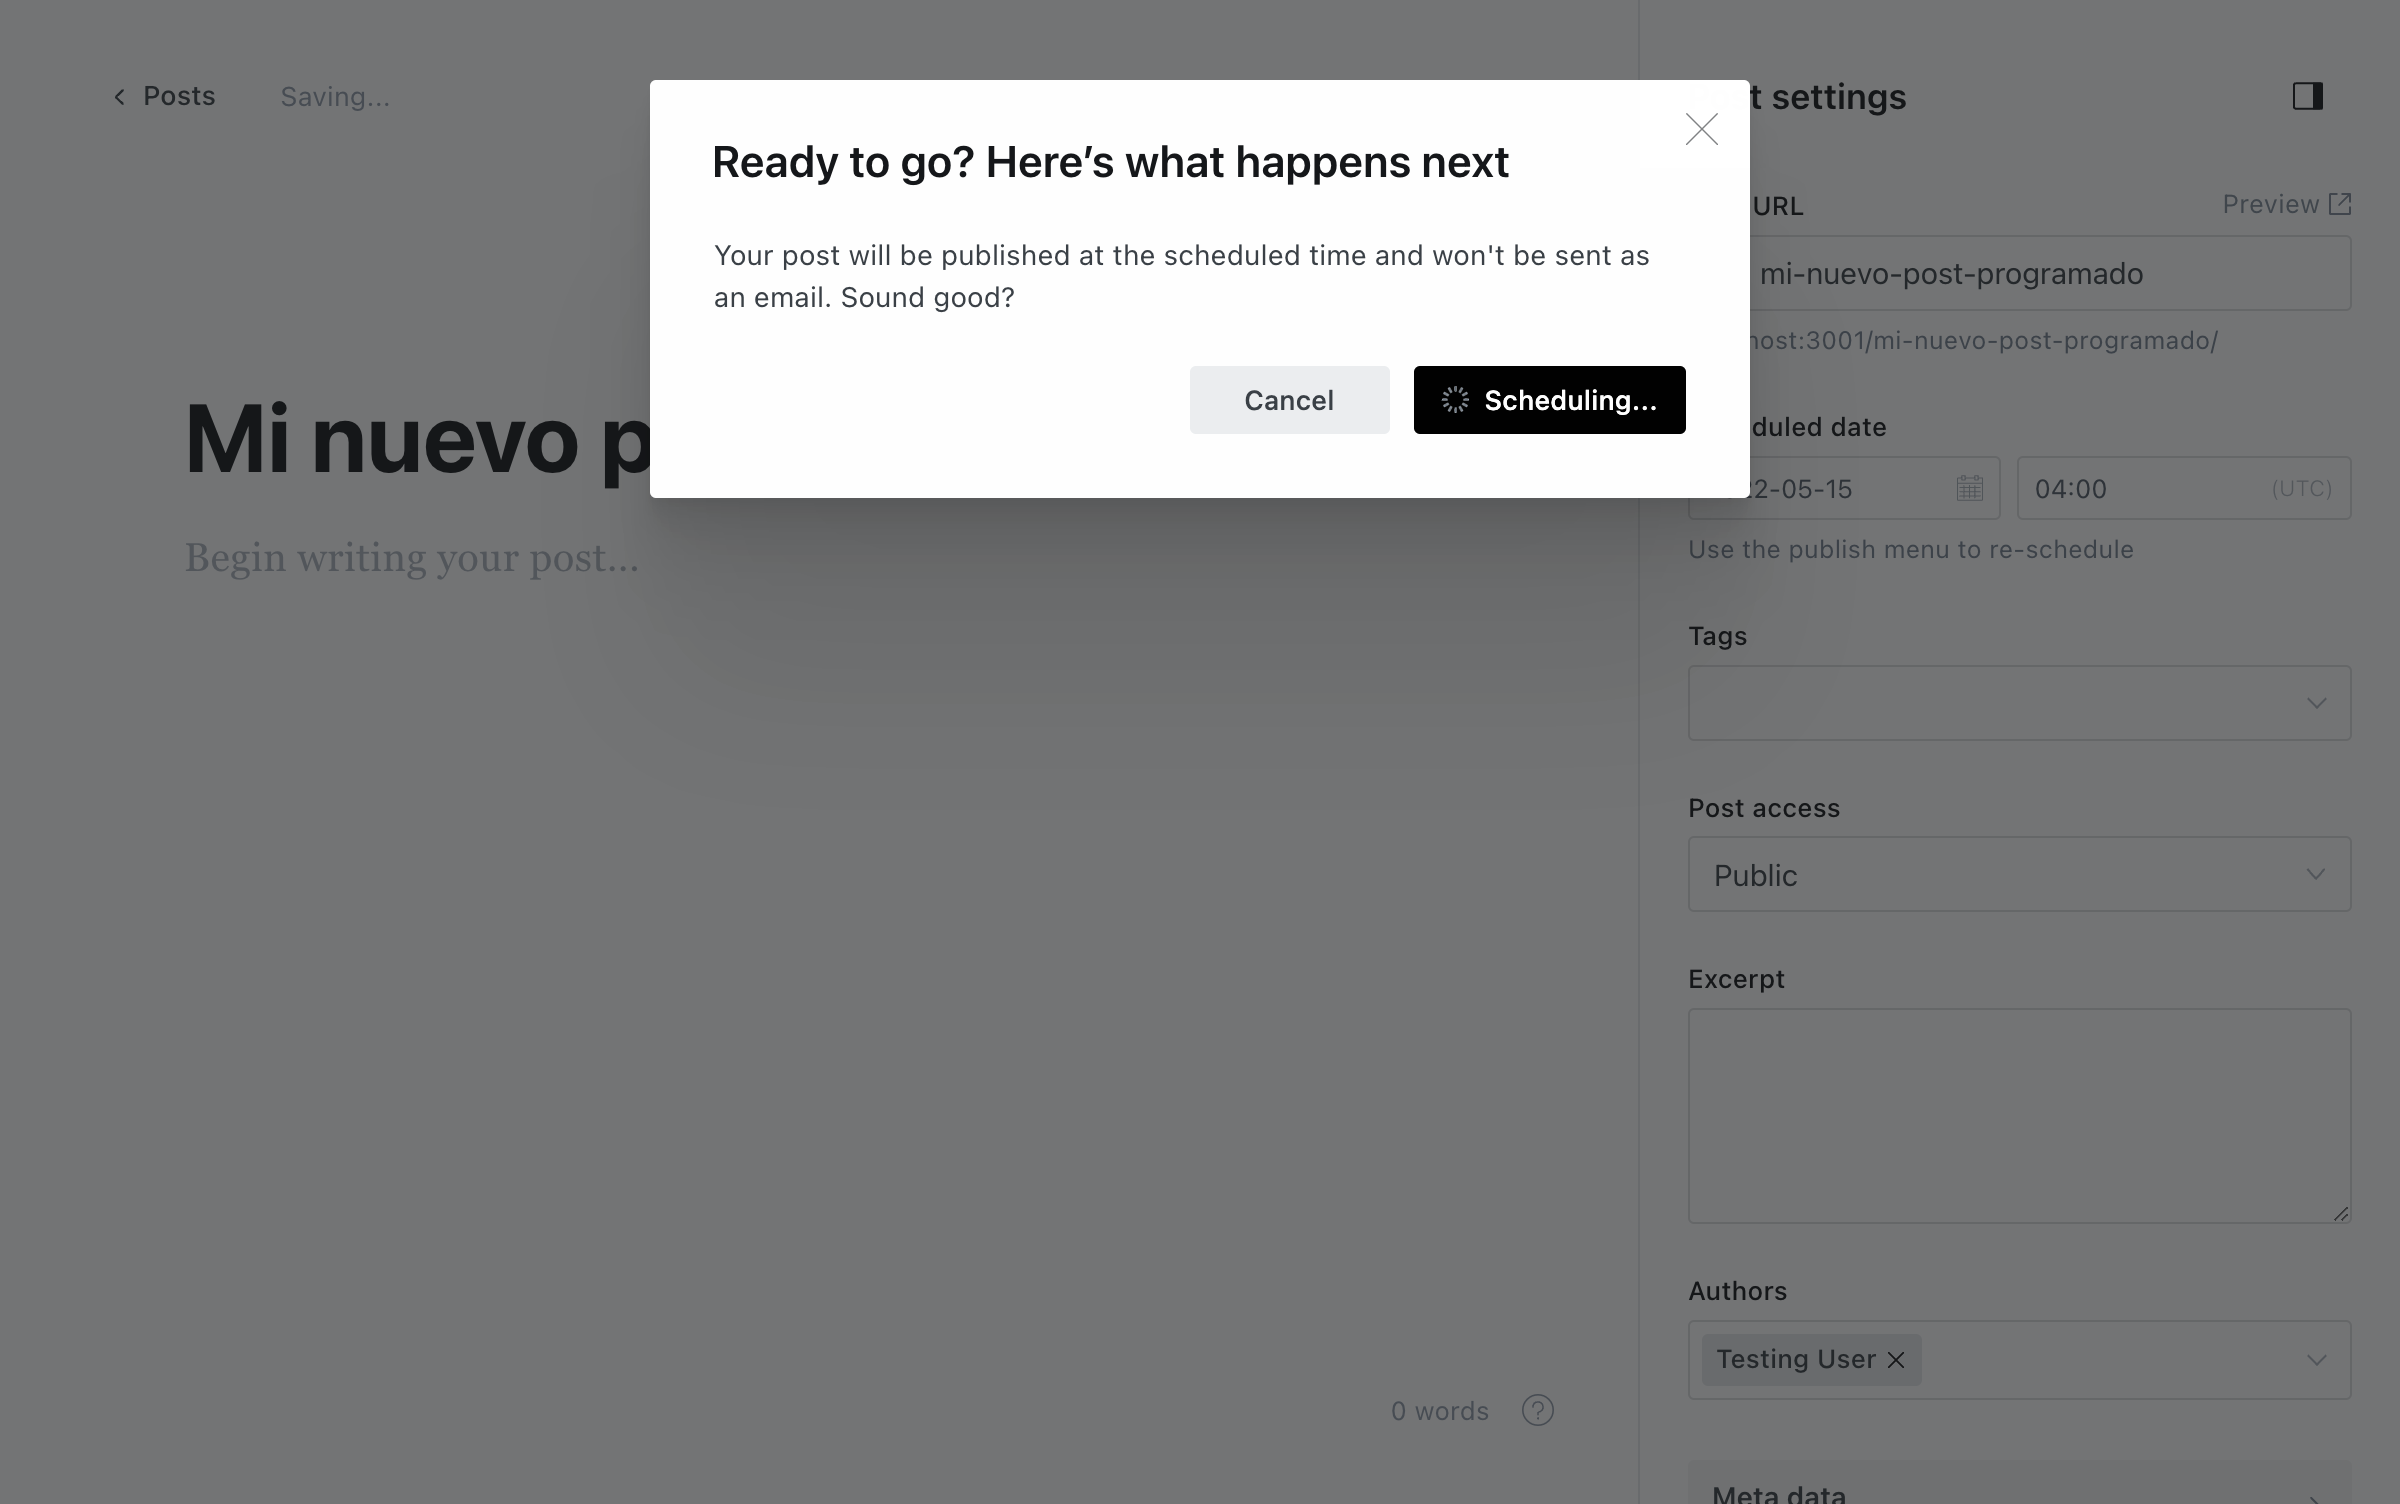 Posts
Saving...
Ready to go? Here's what happens next
Your post will be published at the scheduled time and won't be sent as
an email. Sound good?
Cancel
Scheduling...
Mi nuevo p
Begin writing your post...
0 words
t settings
URL
Preview
mi-nuevo-post-programado
host:3001/mi-nuevo-post-programado/
duled date
2-05-15
04:00
(UTC)
Use the publish menu to re-schedule
Tags
Post access
Public
Excerpt
Authors
Testing User
Meta data